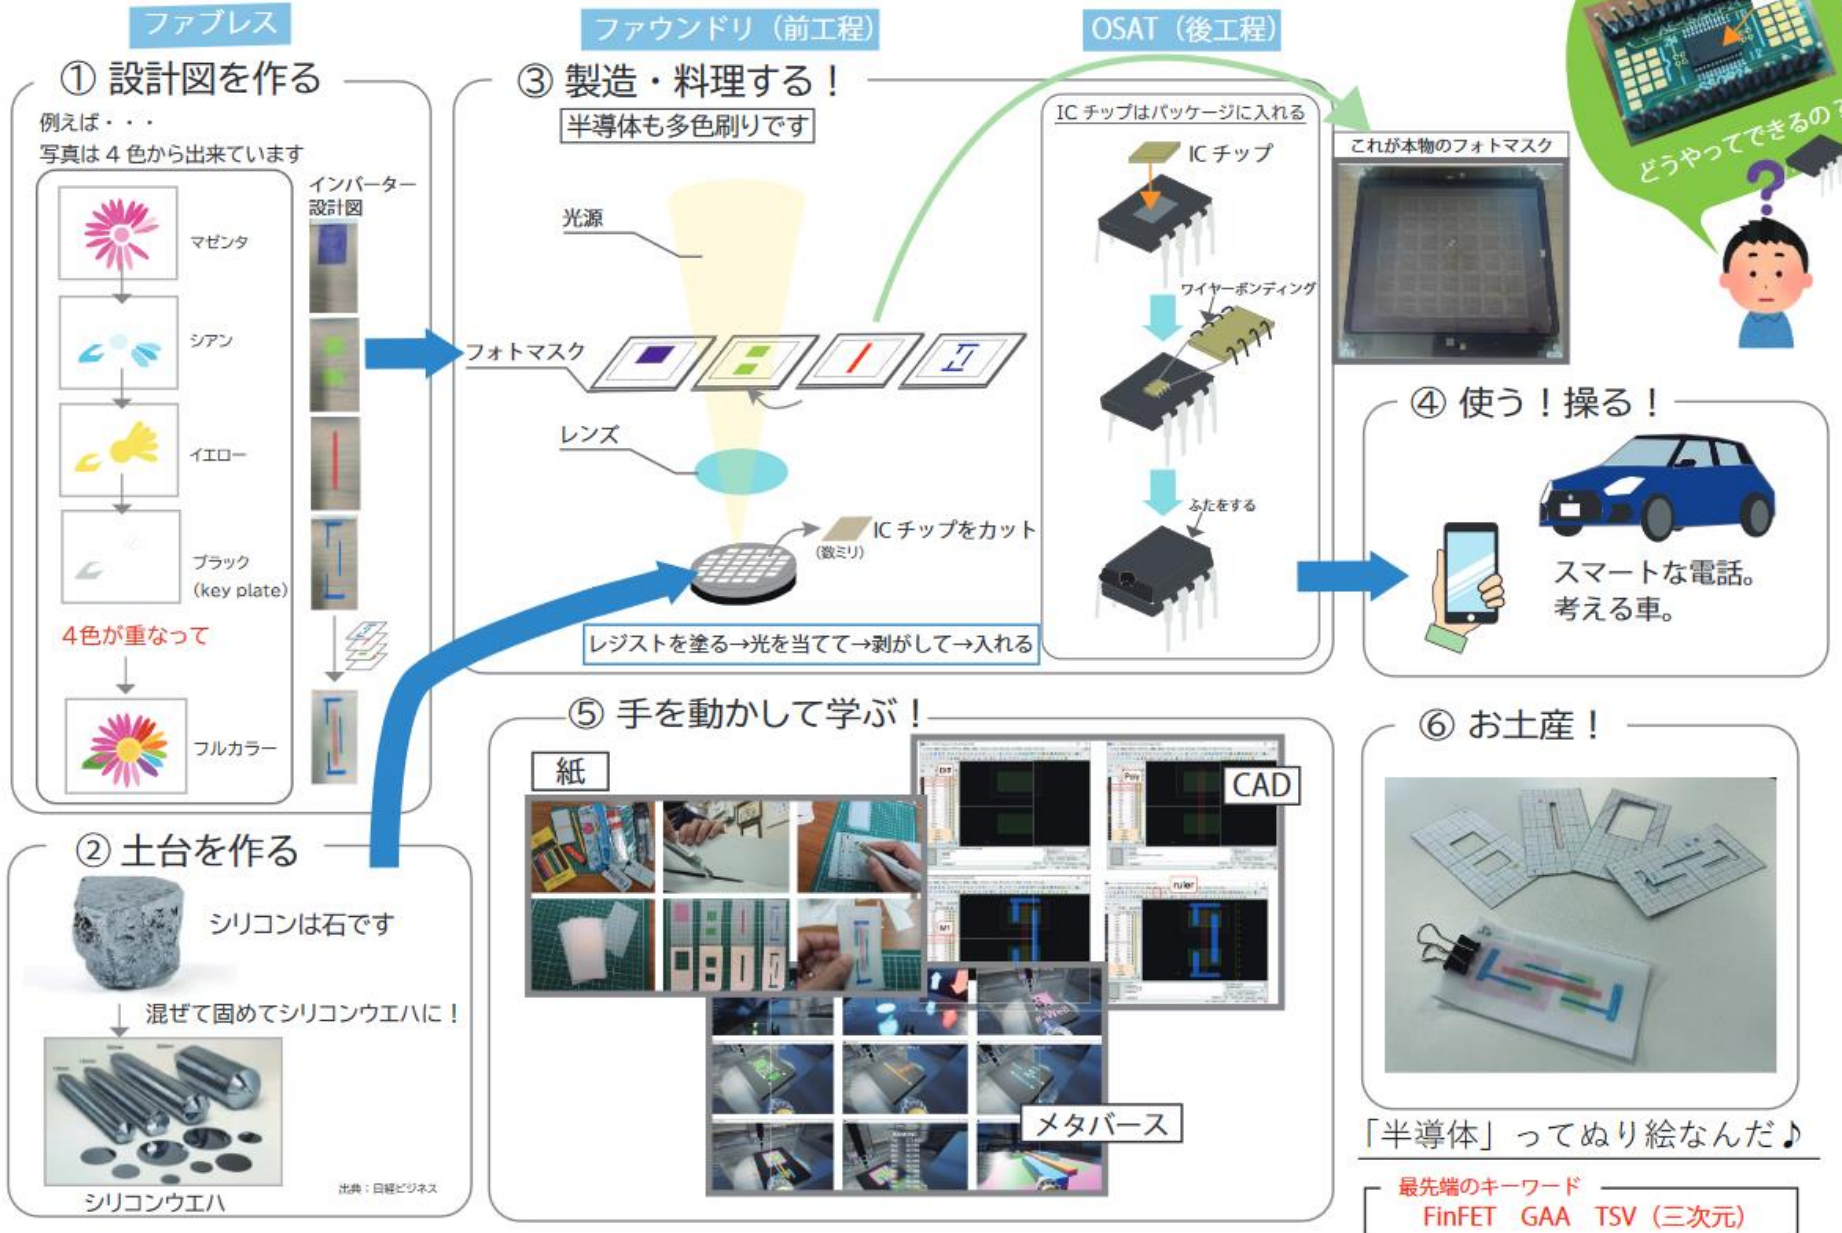 ファブレス
ファウンドリ（前工程）
OSAT（後工程）
① 設計図を作る
例えば・・・
写真は 4 色から出来ています
マゼンタ
シアン
イエロー
ブラック
(key plate)
4色が重なって
フルカラー
インバーター
設計図
② 土台を作る
シリコンは石です
混ぜて固めてシリコンウエハに！
シリコンウエハ
出典：日経ビジネス
③ 製造・料理する！
半導体も多色刷りです
光源
フォトマスク
レンズ
IC チップをカット
(数ミリ)
レジストを塗る→光を当てて→剥がして→入れる
IC チップはパッケージに入れる
IC チップ
ワイヤーボンディング
ふたをする
これが本物のフォトマスク
どうやってできるの？
?
④ 使う！操る！
スマートな電話。
考える車。
⑤ 手を動かして学ぶ！
紙
CAD
Diff
Poly
M1
ruler
メタバース
⑥ お土産！
「半導体」ってぬり絵なんだ♪
最先端のキーワード
FinFET GAA TSV（三次元）